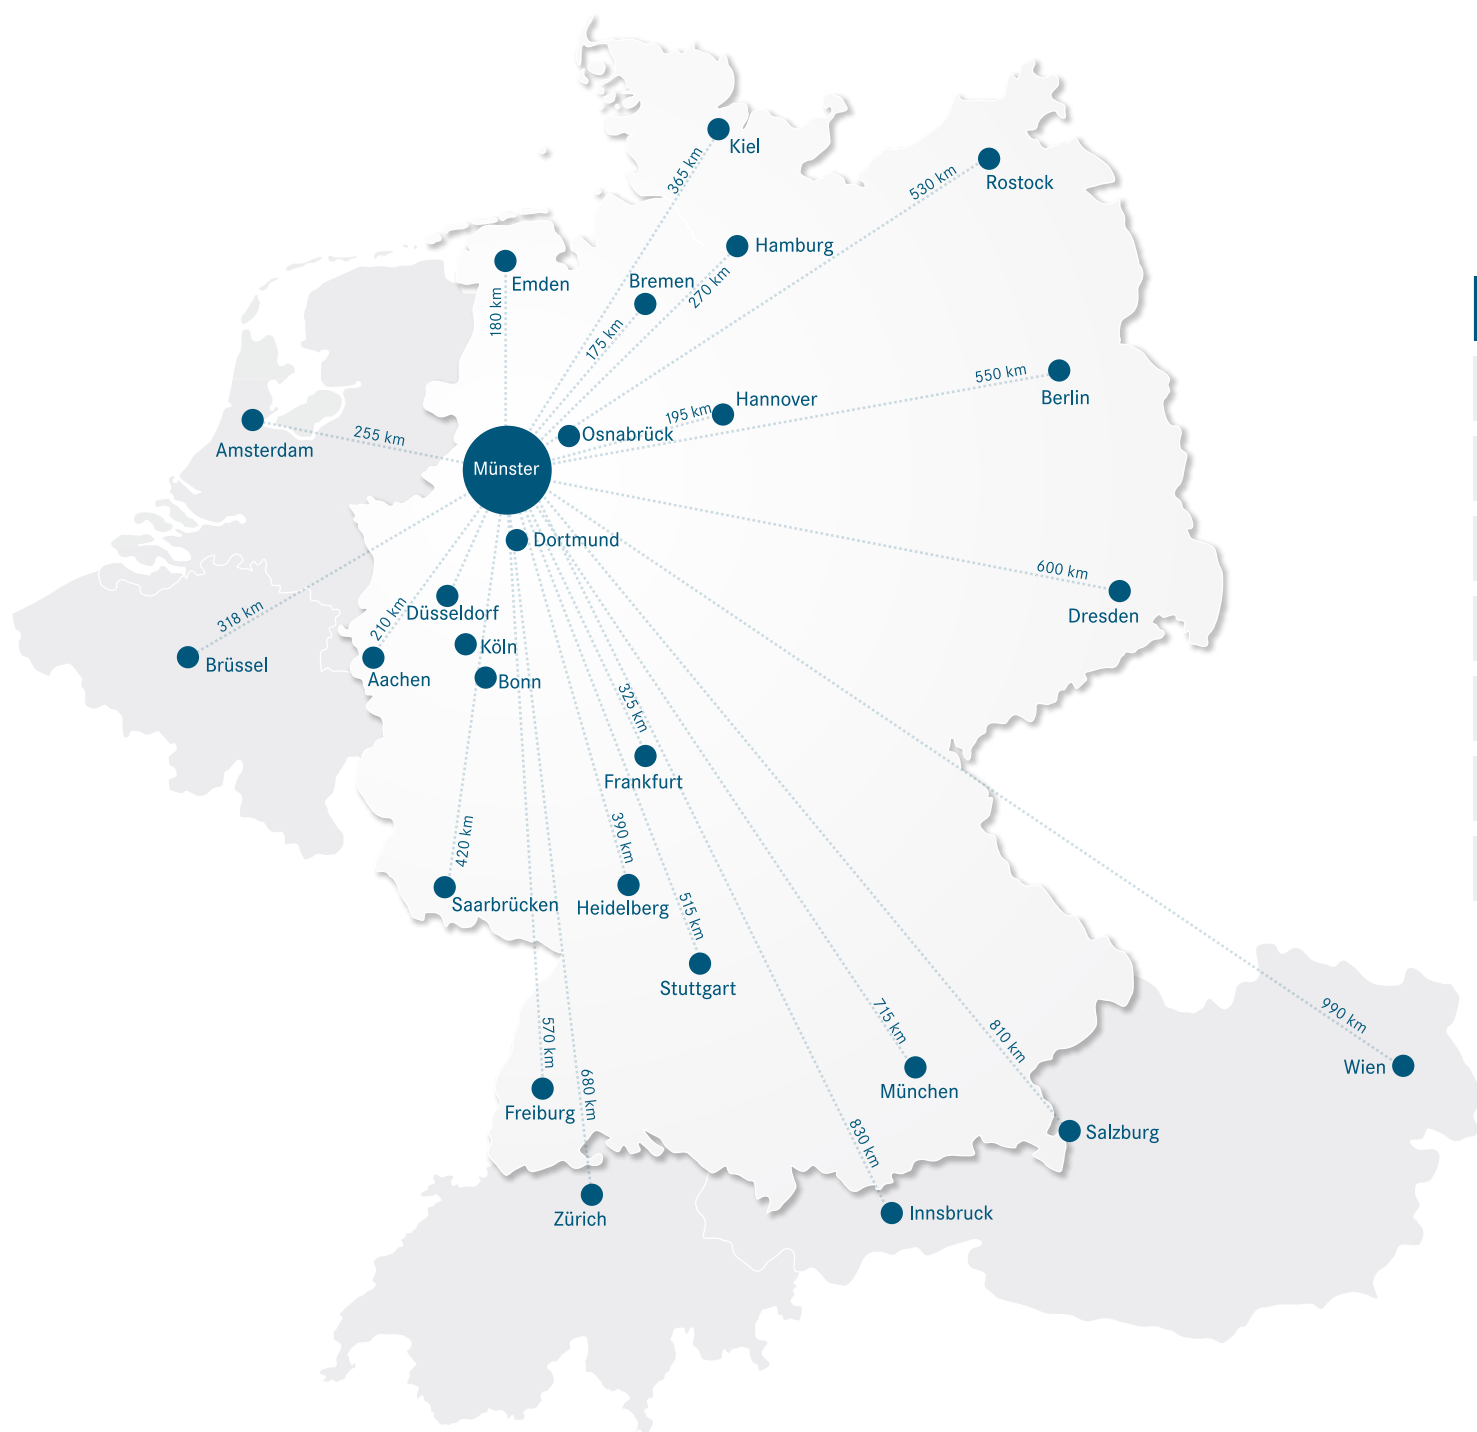 Kiel
365 km
530 km
Rostock
Hamburg
Emden
Bremen
270 km
180 km
175 km
550 km
Berlin
Hannover
195 km
Osnabrück
255 km
Amsterdam
Münster
Dortmund
600 km
Dresden
Düsseldorf
318 km
210 km
Köln
Brüssel
Aachen
Bonn
325 km
Frankfurt
420 km
390 km
Saarbrücken
Heidelberg
515 km
Stuttgart
570 km
715 km
810 km
990 km
Wien
680 km
München
Freiburg
830 km
Salzburg
Zürich
Innsbruck